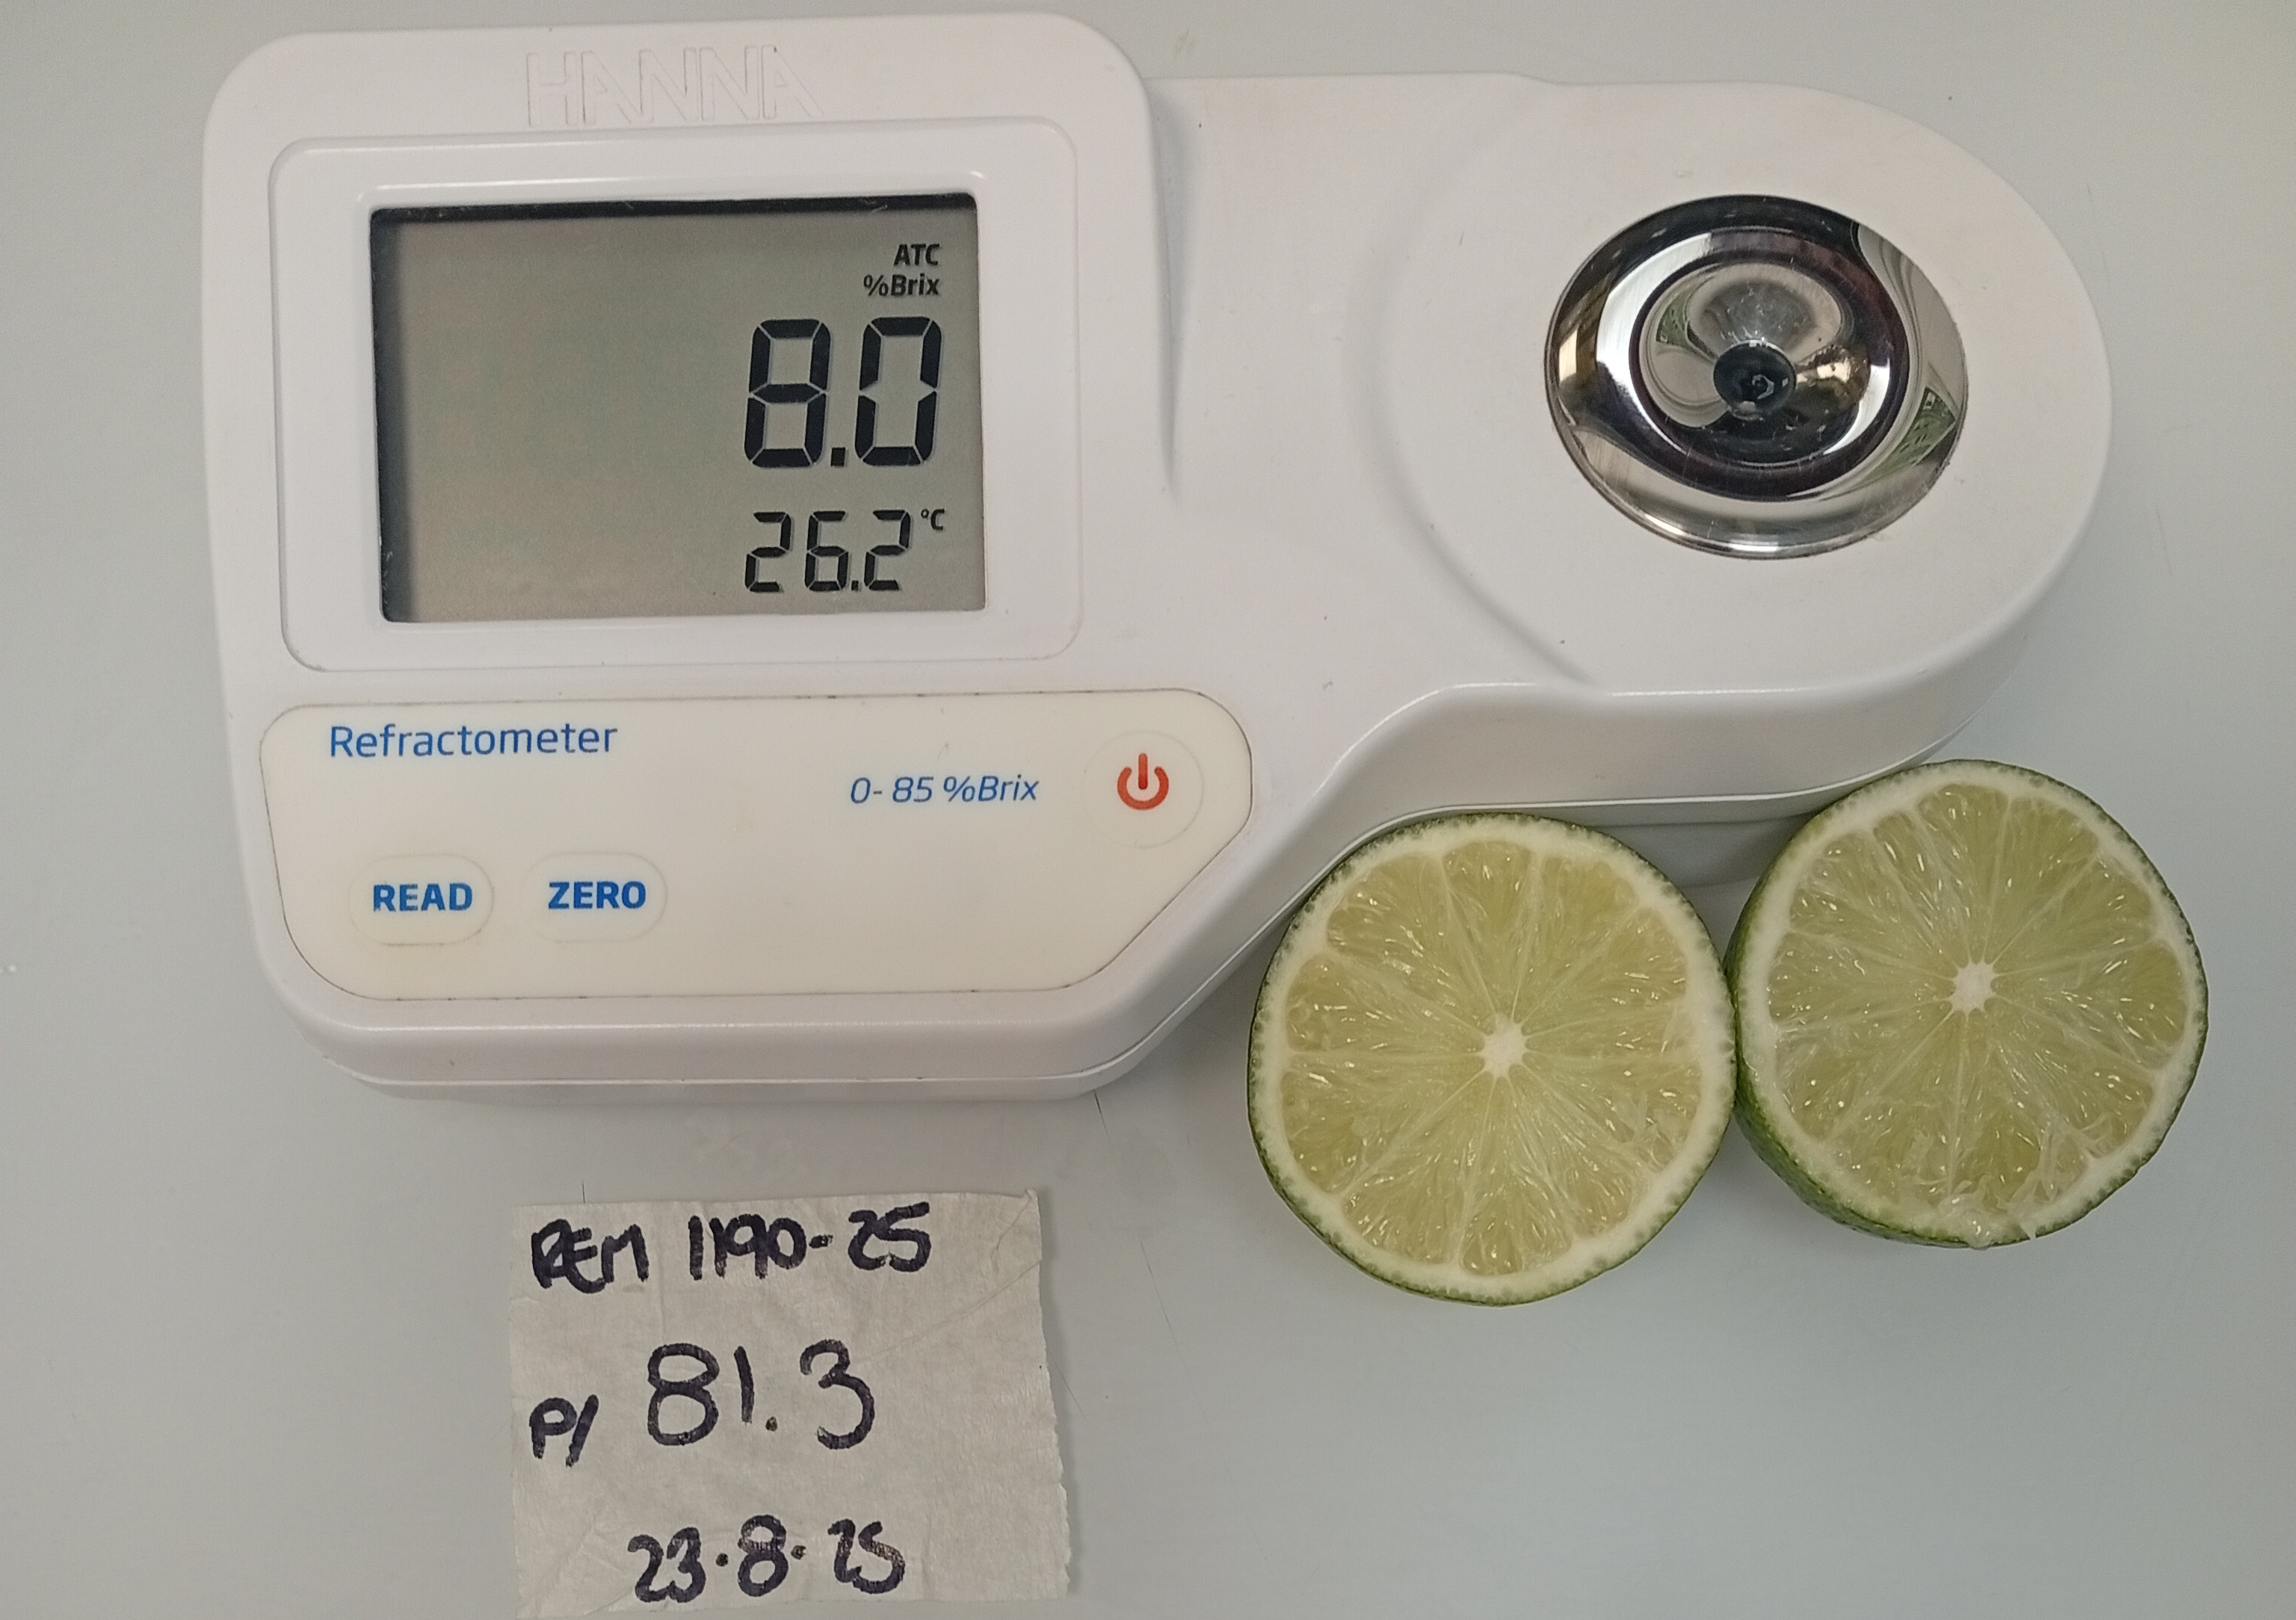 HANNA
ATC
%Brix
8.0
26.2 °C
Refractometer
0-85 %Brix
READ ZERO
REM 1190-25
P/ 81.3
23.8.25